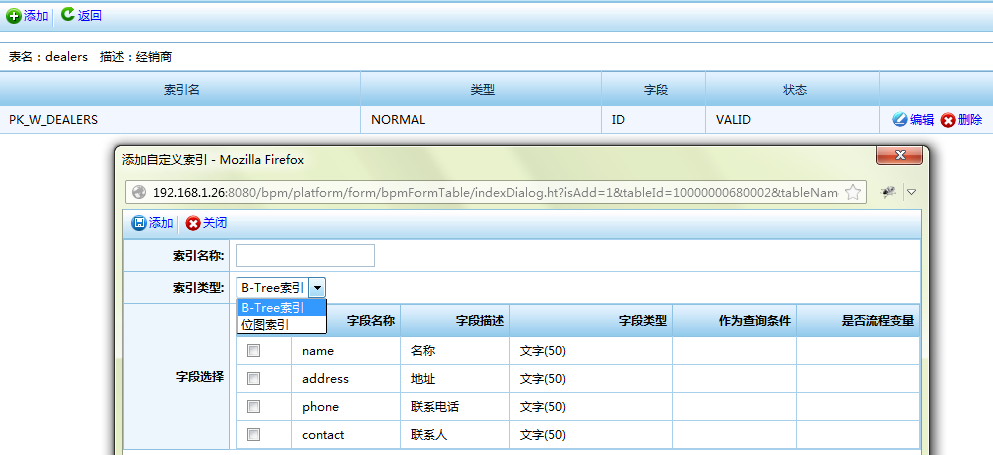 添加 返回
表名：dealers 描述：经销商
索引名 类型 字段 状态
PK_W_DEALERS NORMAL ID VALID 编辑 删除
添加自定义索引 - Mozilla Firefox
192.168.1.26:8080/bpm/platform/form/bpmFormTable/indexDialog.ht?isAdd=1&tableId=10000000680002&tableNam
添加 关闭
索引名称:
索引类型: B-Tree索引
B-Tree索引
位图索引
字段名称 字段描述 字段类型 作为查询条件 是否流程变量
字段选择
name 名称 文字(50)
address 地址 文字(50)
phone 联系电话 文字(50)
contact 联系人 文字(50)